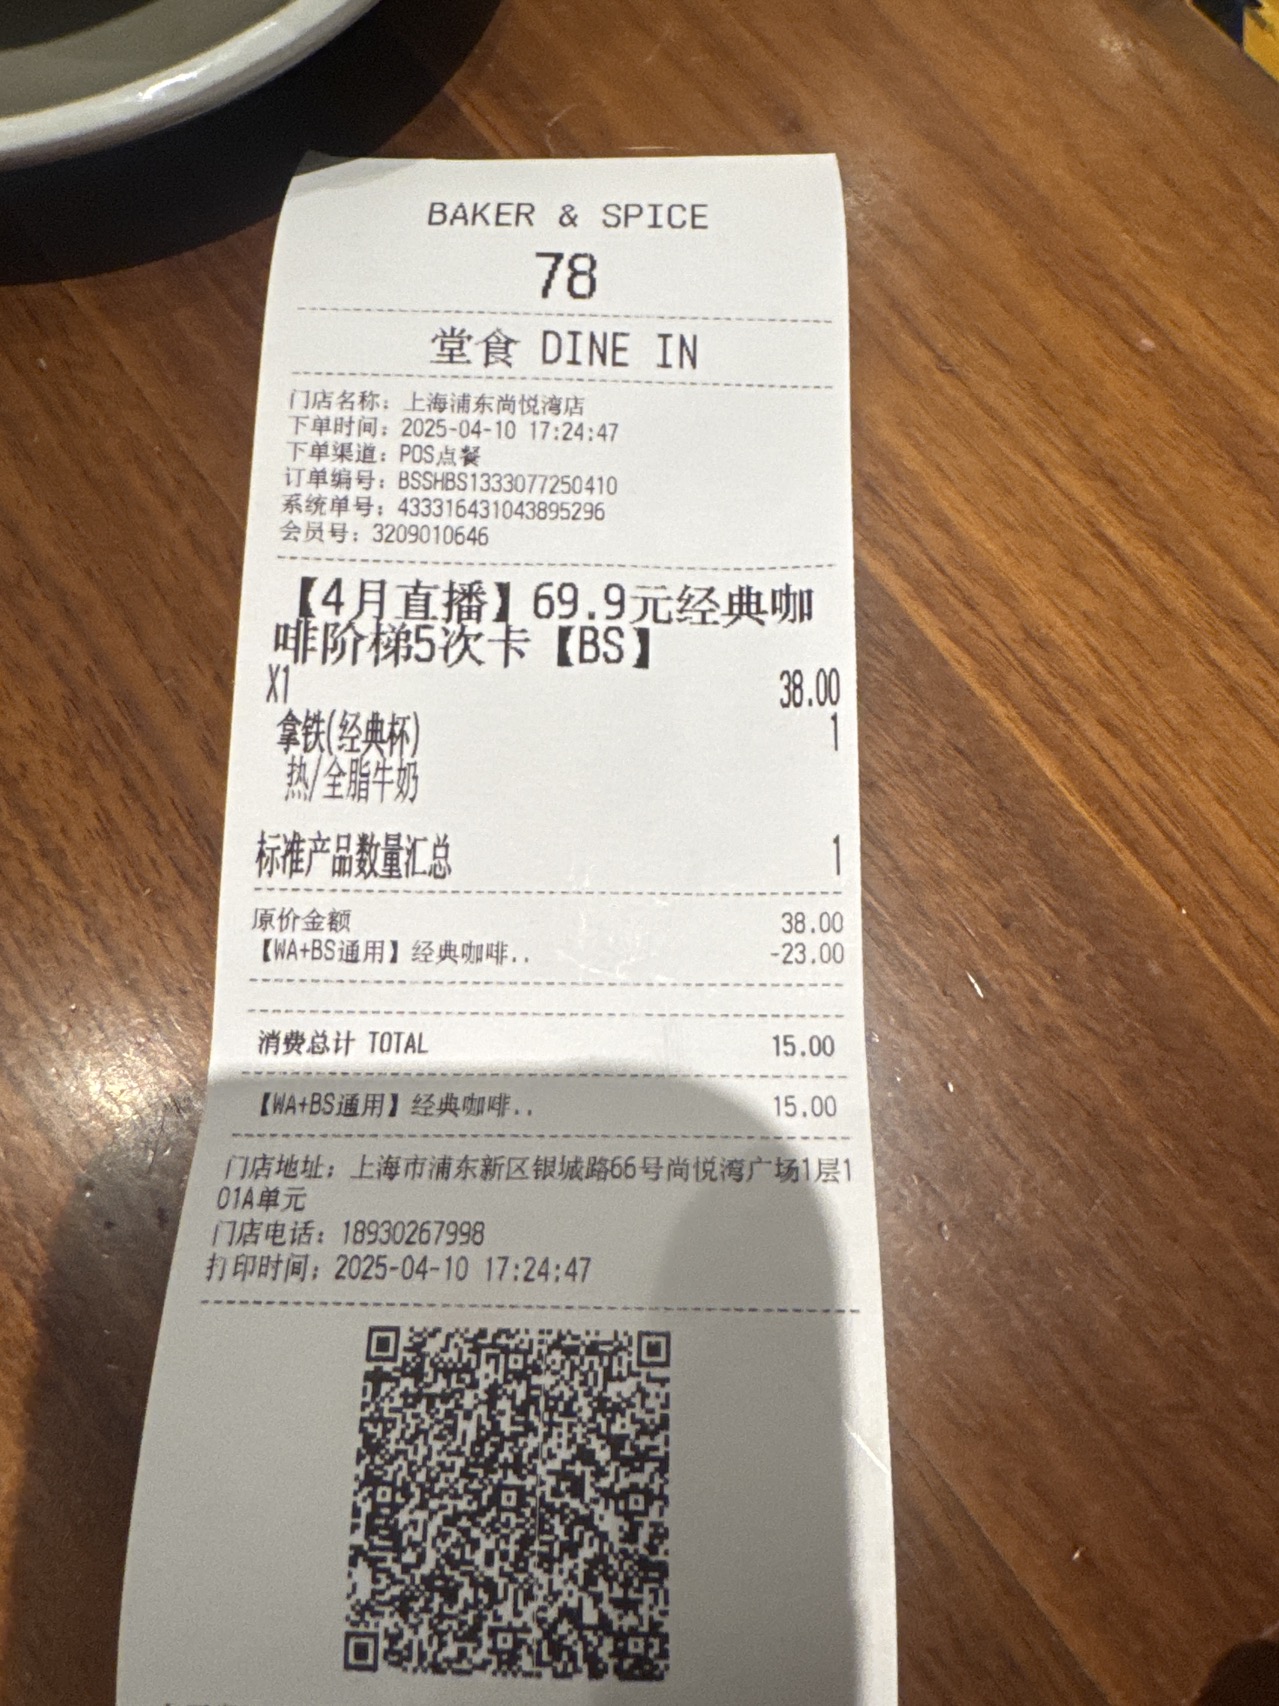 BAKER & SPICE
78
堂食 DINE IN
门店名称：上海浦东尚悦湾店
下单时间：2025-04-10 17:24:47
下单渠道：POS点餐
订单编号：BSSHBS1333077250410
系统单号：433316431043895296
会员号：3209010646
【4月直播】69.9元经典咖
啡阶梯5次卡【BS】
X1 38.00
拿铁(经典杯) 1
热/全脂牛奶
标准产品数量汇总 1
原价金额 38.00
【WA+BS通用】经典咖啡.. -23.00
消费总计 TOTAL 15.00
【WA+BS通用】经典咖啡.. 15.00
门店地址：上海市浦东新区银城路66号尚悦湾广场1层1
01A单元
门店电话：18930267998
打印时间：2025-04-10 17:24:47